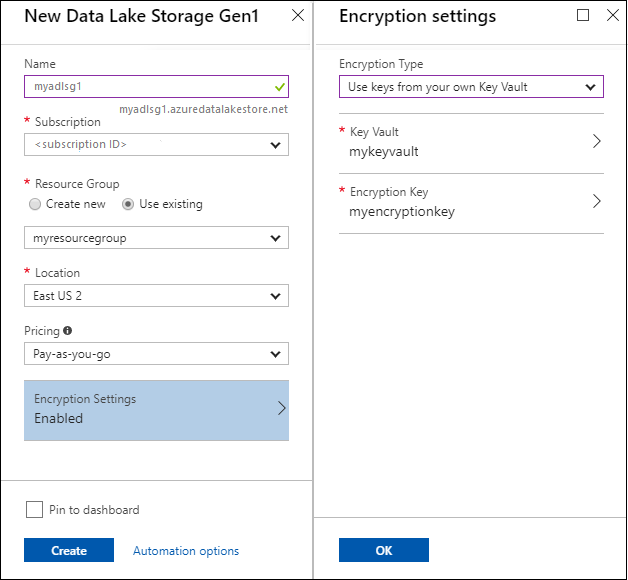 New Data Lake Storage Gen1
Name
myadlsg1
myadlsg1.azuredatalakestore.net
* Subscription
<subscription ID>
* Resource Group
Create new
Use existing
myresourcegroup
* Location
East US 2
Pricing
Pay-as-you-go
Encryption Settings
Enabled
Pin to dashboard
Create
Automation options
Encryption settings
Encryption Type
Use keys from your own Key Vault
* Key Vault
mykeyvault
* Encryption Key
myencryptionkey
OK